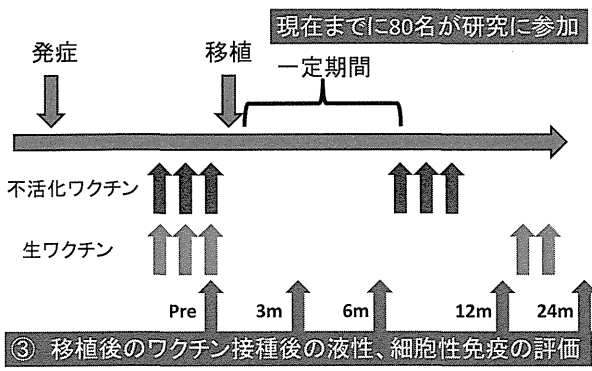 現在までに80名が研究に参加
発症
移植
一定期間
不活化ワクチン
生ワクチン
Pre 3m 6m 12m 24m
③ 移植後のワクチン接種後の液性、細胞性免疫の評価